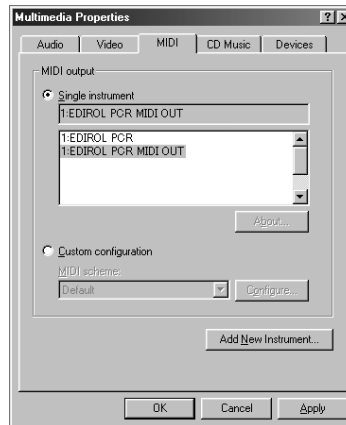 Multimedia Properties
Audio Video MIDI CD Music Devices
MIDI output
Single instrument
1:EDIROL PCR MIDI OUT
1:EDIROL PCR
1:EDIROL PCR MIDI OUT
About...
Custom configuration
MIDI scheme:
Default Configure...
Add New Instrument...
OK Cancel Apply